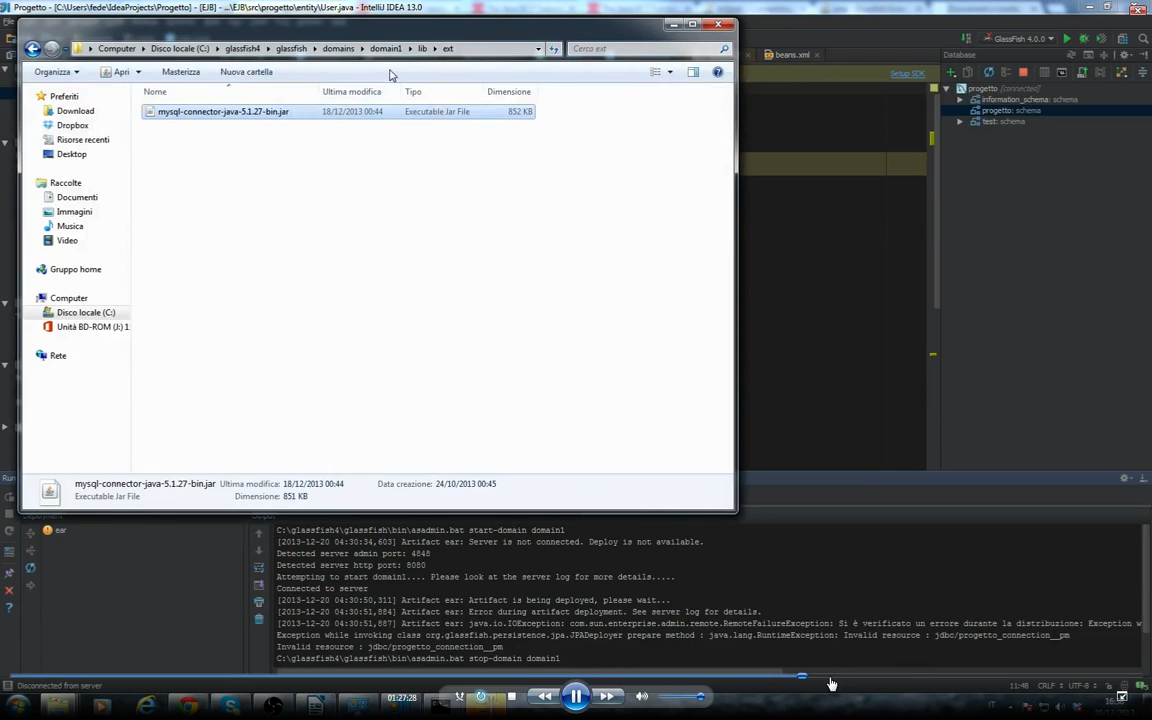 Progetto - [C:\Users\fede\IdeaProjects\Progetto] - [EJB] - ...\EJB\src\progetto\entity\User.java - IntelliJ IDEA 13.0
File
Computer Disco locale (C:) glassfish4 glassfish domains domain1 lib ext
Cerca ext
beans.xml
GlassFish 4.0.0
Database
Organizza Apri Masterizza Nuova cartella
Setup SDK
Nome Ultima modifica Tipo Dimensione
progetto (connected)
information_schema: schema
progetto: schema
test: schema
mysql-connector-java-5.1.27-bin.jar 18/12/2013 00:44 Executable Jar File 852 KB
Preferiti
Download
Dropbox
Risorse recenti
Desktop
Raccolte
Documenti
Immagini
Musica
Video
Gruppo home
Computer
Disco locale (C:)
Unità BD-ROM (J:) 1
Rete
Run
mysql-connector-java-5.1.27-bin.jar Ultima modifica: 18/12/2013 00:44 Data creazione: 24/10/2013 00:45
Executable Jar File Dimensione: 851 KB
Deployment
Output
ear
C:\glassfish4\glassfish\bin\asadmin.bat start-domain domain1
[2013-12-20 04:30:34,603] Artifact ear: Server is not connected. Deploy is not available.
Detected server admin port: 4848
Detected server http port: 8080
Attempting to start domain1.... Please look at the server log for more details.....
Connected to server
[2013-12-20 04:30:50,311] Artifact ear: Artifact is being deployed, please wait...
[2013-12-20 04:30:51,884] Artifact ear: Error during artifact deployment. See server log for details.
[2013-12-20 04:30:51,887] Artifact ear: java.io.IOException: com.sun.enterprise.admin.remote.RemoteFailureException: Si è verificato un errore durante la distribuzione: Exception w
Exception while invoking class org.glassfish.persistence.jpa.JPADeployer prepare method : java.lang.RuntimeException: Invalid resource : jdbc/progetto_connection__pm
Invalid resource : jdbc/progetto_connection__pm
C:\glassfish4\glassfish\bin\asadmin.bat stop-domain domain1
Disconnected from server
11:48 CRLF UTF-8
01:27:28
IT